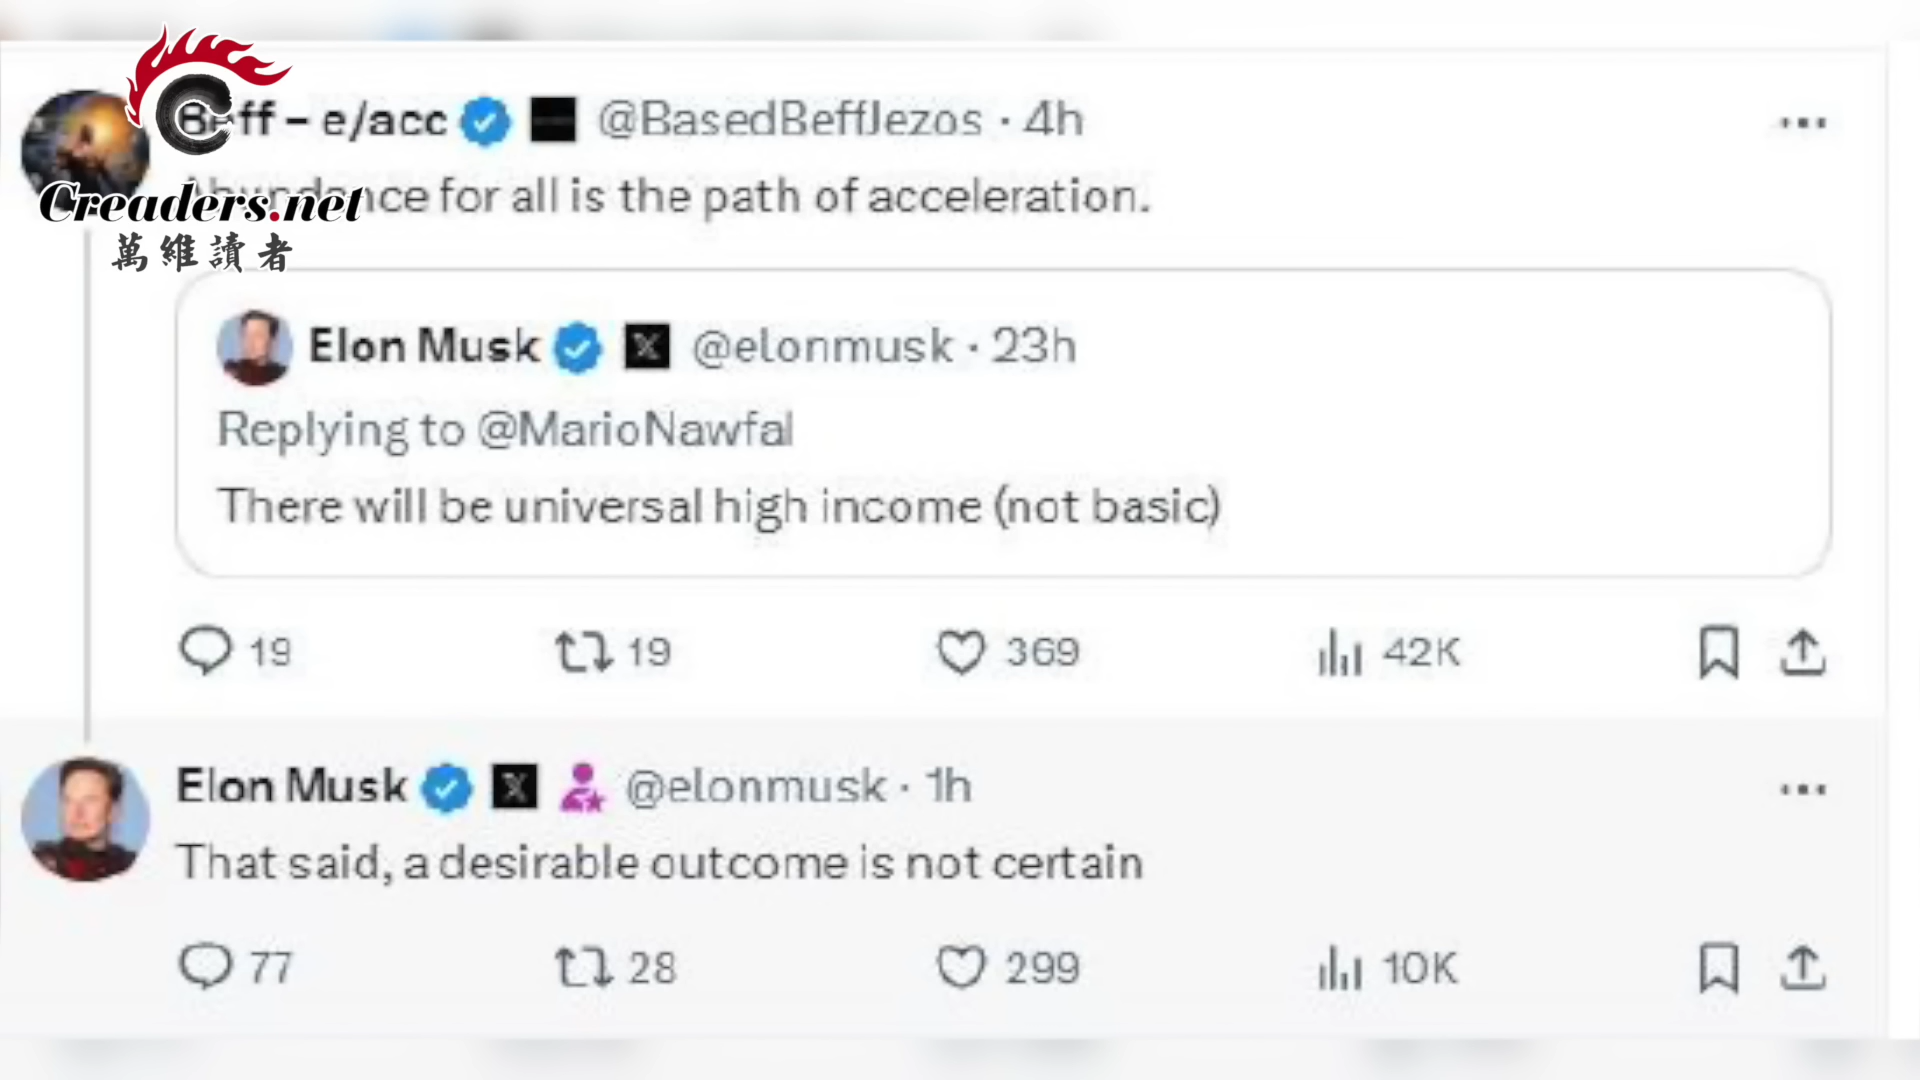 Beff – e/acc @BasedBeffJezos · 4h
Abundance for all is the path of acceleration.
Creaders.net
萬維讀者
Elon Musk @elonmusk · 23h
Replying to @MarioNawfal
There will be universal high income (not basic)
19 19 369 42K
Elon Musk @elonmusk · 1h
That said, a desirable outcome is not certain
77 28 299 10K